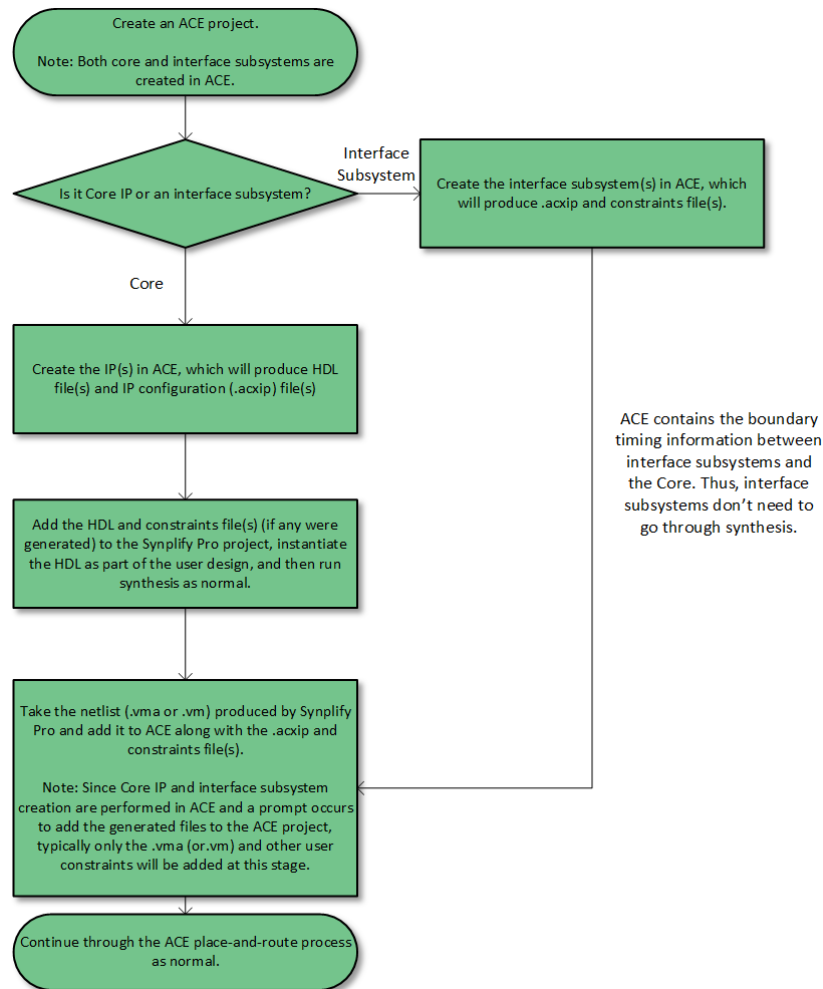 Create an ACE project.
Note: Both core and interface subsystems are
created in ACE.
Is it Core IP or an interface subsystem?
Interface
Subsystem
Create the interface subsystem(s) in ACE, which
will produce .acxip and constraints file(s).
Core
Create the IP(s) in ACE, which will produce HDL
file(s) and IP configuration (.acxip) file(s)
ACE contains the boundary
timing information between
interface subsystems and
the Core. Thus, interface
subsystems don’t need to
go through synthesis.
Add the HDL and constraints file(s) (if any were
generated) to the Synplify Pro project, instantiate
the HDL as part of the user design, and then run
synthesis as normal.
Take the netlist (.vma or .vm) produced by Synplify
Pro and add it to ACE along with the .acxip and
constraints file(s).
Note: Since Core IP and interface subsystem
creation are performed in ACE and a prompt occurs
to add the generated files to the ACE project,
typically only the .vma (or.vm) and other user
constraints will be added at this stage.
Continue through the ACE place-and-route process
as normal.